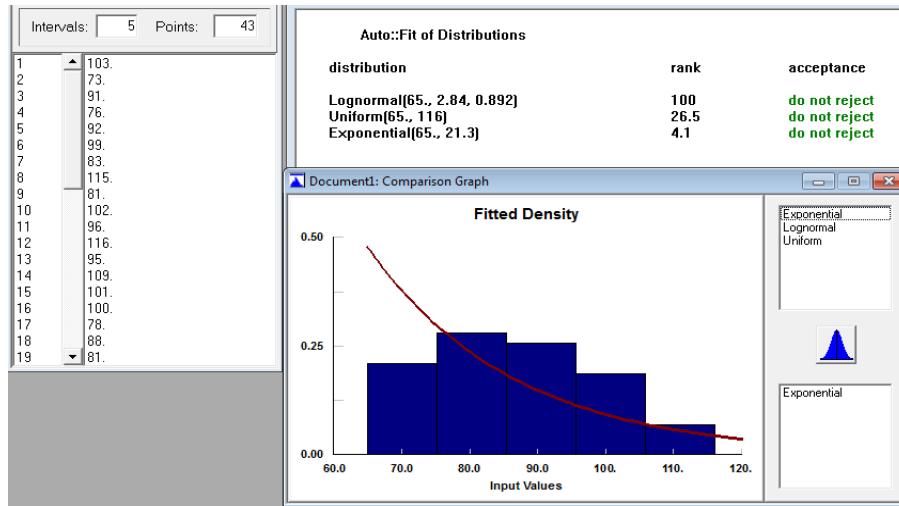 Intervals: 5 Points: 43
1 103.
2 73.
3 91.
4 76.
5 92.
6 99.
7 83.
8 115.
9 81.
10 102.
11 96.
12 116.
13 95.
14 109.
15 101.
16 100.
17 78.
18 88.
19 81.
Auto::Fit of Distributions
distribution rank acceptance
Lognormal(65., 2.84, 0.892) 100 do not reject
Uniform(65., 116) 26.5 do not reject
Exponential(65., 21.3) 4.1 do not reject
Document1: Comparison Graph
Fitted Density
0.50
0.25
0.00
60.0 70.0 80.0 90.0 100. 110. 120.
Input Values
Exponential
Lognormal
Uniform
Exponential